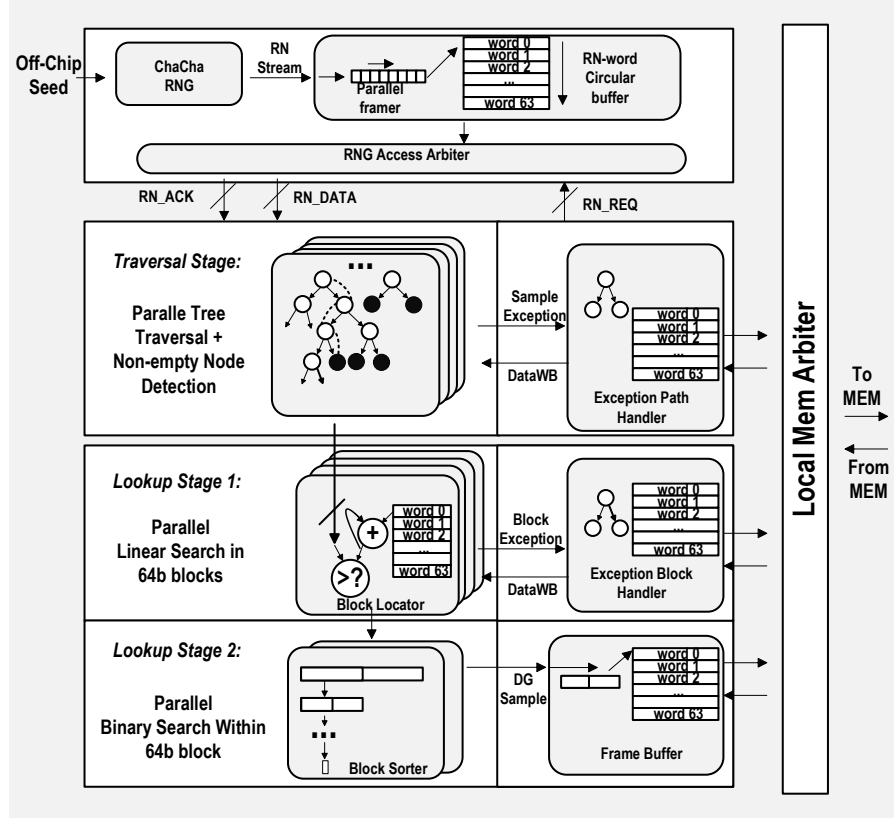 Off-Chip
Seed
ChaCha
RNG
RN
Stream
Parallel
framer
word 0
word 1
word 2
...
word 63
RN-word
Circular
buffer
RNG Access Arbiter
RN_ACK
RN_DATA
RN_REQ
Traversal Stage:
Paralle Tree
Traversal +
Non-empty Node
Detection
...
Sample
Exception
DataWB
word 0
word 1
word 2
...
word 63
Exception Path
Handler
Lookup Stage 1:
Parallel
Linear Search in
64b blocks
+
>?
word 0
word 1
word 2
...
word 63
Block Locator
Block
Exception
DataWB
word 0
word 1
word 2
...
word 63
Exception Block
Handler
Lookup Stage 2:
Parallel
Binary Search Within
64b block
...
Block Sorter
DG
Sample
word 0
word 1
word 2
...
word 63
Frame Buffer
Local Mem Arbiter
To
MEM
From
MEM